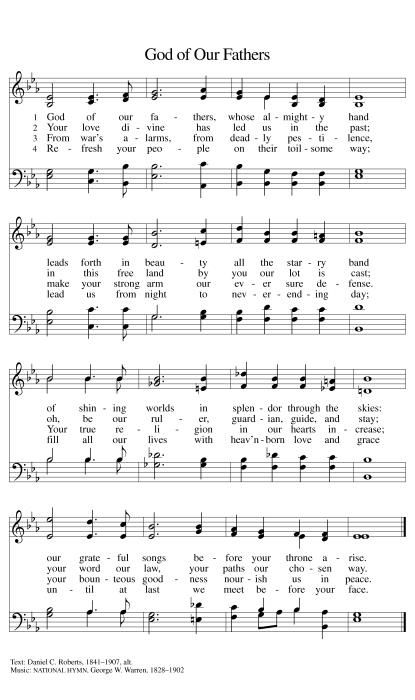 God of Our Fathers
1 God of our fa - thers, whose al - might - y hand
2 Your love di - vine has led us in the past;
3 From war's a - larms, from dead - ly pes - ti - lence,
4 Re - fresh your peo - ple on their toil - some way;
leads forth in beau - ty all the star - ry band
in this free land by you our lot is cast;
make your strong arm our ev - er sure de - fense.
lead us from night to nev - er - end - ing day;
of shin - ing worlds in splen - dor through the skies:
oh, be our rul - er, guard - ian, guide, and stay;
Your true re - li - gion in our hearts in - crease;
fill all our lives with heav'n - born love and grace
our grate - ful songs be - fore your throne a - rise.
your word our law, your paths our cho - sen way.
your boun - teous good - ness nour - ish us in peace.
un - til at last we meet be - fore your face.
Text: Daniel C. Roberts, 1841–1907, alt.
Music: NATIONAL HYMN, George W. Warren, 1828–1902